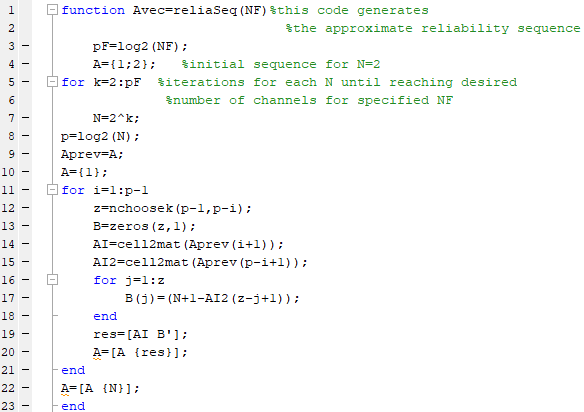 1 function Avec=reliaSeq(NF)%this code generates
2 %the approximate reliability sequence
3 pF=log2(NF);
4 A={1;2}; %initial sequence for N=2
5 for k=2:pF %iterations for each N until reaching desired
6 %number of channels for specified NF
7 N=2^k;
8 p=log2(N);
9 Aprev=A;
10 A={1};
11 for i=1:p-1
12 z=nchoosek(p-1,p-i);
13 B=zeros(z,1);
14 AI=cell2mat(Aprev(i+1));
15 AI2=cell2mat(Aprev(p-i+1));
16 for j=1:z
17 B(j)=(N+1-AI2(z-j+1));
18 end
19 res=[AI B'];
20 A=[A {res}];
21 end
22 A=[A {N}];
23 end